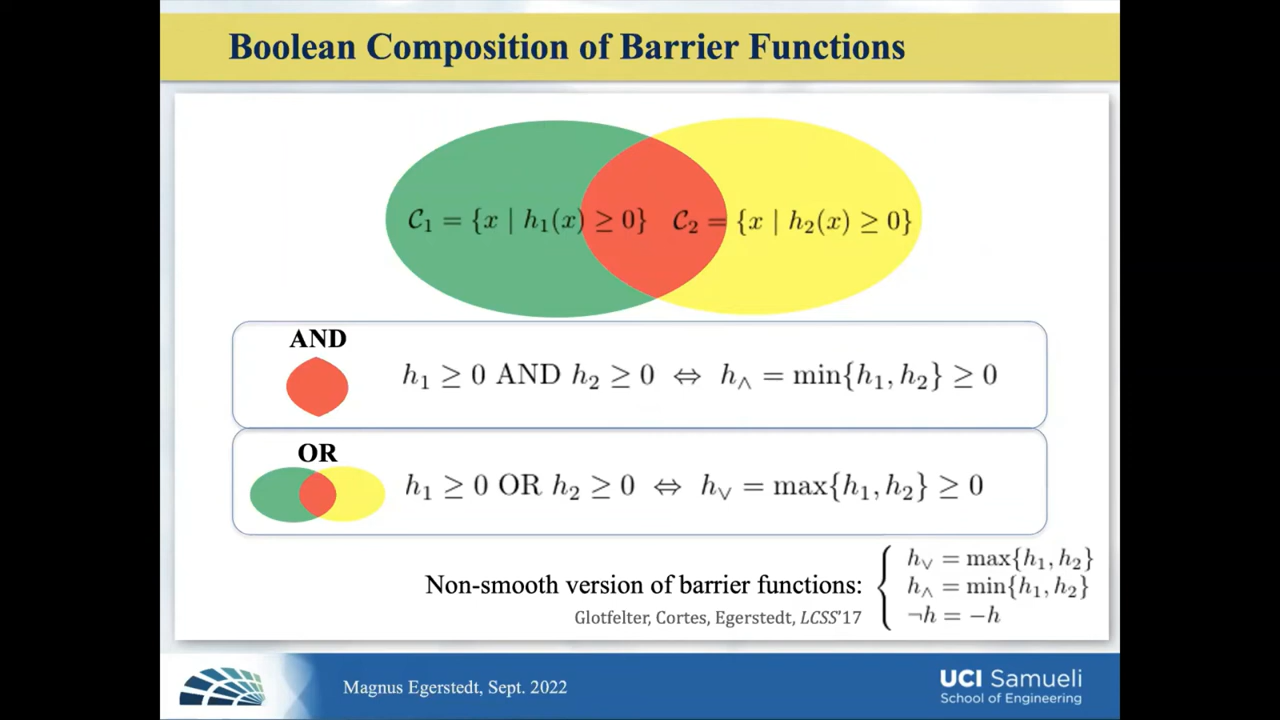 Boolean Composition of Barrier Functions
𝒞₁ = {x | h₁(x) ≥ 0} 𝒞₂ = {x | h₂(x) ≥ 0}
AND
h₁ ≥ 0 AND h₂ ≥ 0 ⇔ h∧ = min{h₁, h₂} ≥ 0
OR
h₁ ≥ 0 OR h₂ ≥ 0 ⇔ h∨ = max{h₁, h₂} ≥ 0
Non-smooth version of barrier functions:
Glotfelter, Cortes, Egerstedt, LCSS'17
h∨ = max{h₁, h₂}
h∧ = min{h₁, h₂}
¬h = −h
Magnus Egerstedt, Sept. 2022
UCI Samueli
School of Engineering